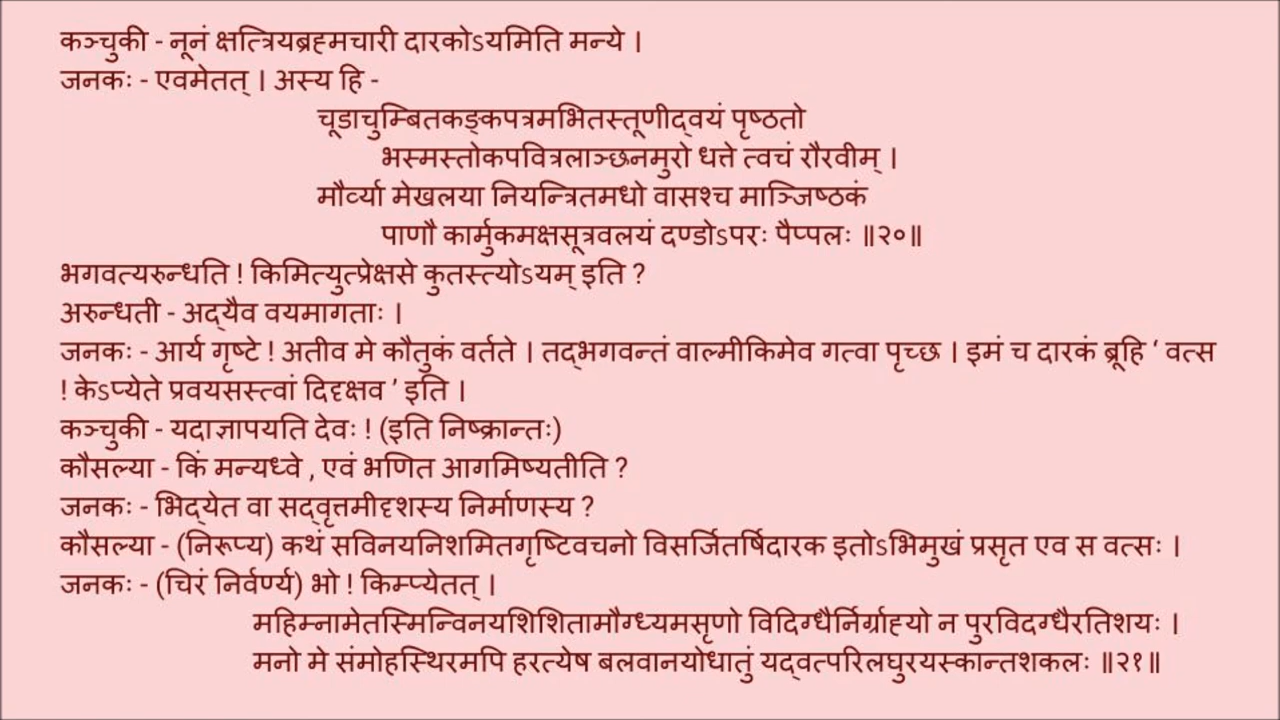 कञ्चुकी - नूनं क्षत्रियब्रह्मचारी दारकोऽयमिति मन्ये ।
जनकः - एवमेतत् । अस्य हि -
चूडाचुम्बितकङ्कपत्रमभितस्तूणीद्वयं पृष्ठतो
भस्मस्तोकपवित्रलाञ्छनमुरो धत्ते त्वचं रौरवीम् ।
मौर्व्या मेखलया नियन्त्रितमधो वासश्च माञ्जिष्ठकं
पाणौ कार्मुकमक्षसूत्रवलयं दण्डोऽपरः पैप्पलः ॥२०॥
भगवत्यरुन्धति ! किमित्युत्प्रेक्षसे कुतस्त्योऽयम् इति ?
अरुन्धती - अद्यैव वयमागताः ।
जनकः - आर्य गृष्टे ! अतीव मे कौतुकं वर्तते । तद्भगवन्तं वाल्मीकिमेव गत्वा पृच्छ । इमं च दारकं ब्रूहि ‘ वत्स
! केऽप्येते प्रवयसस्त्वां दिदृक्षव ’ इति ।
कञ्चुकी - यदाज्ञापयति देवः ! (इति निष्क्रान्तः)
कौसल्या - किं मन्यध्वे , एवं भणित आगमिष्यतीति ?
जनकः - भिद्येत वा सद्वृत्तमीदृशस्य निर्माणस्य ?
कौसल्या - (निरूप्य) कथं सविनयनिशमितगृष्टिवचनो विसर्जितर्षिदारक इतोऽभिमुखं प्रसृत एव स वत्सः ।
जनकः - (चिरं निर्वर्ण्य) भो ! किम्प्येतत् ।
महिम्नामेतस्मिन्विनयशिशितामौग्ध्यमसृणो विदिग्धैर्निर्ग्राह्यो न पुरविदग्धैरतिशयः ।
मनो मे संमोहस्थिरमपि हरत्येष बलवानयोधातुं यद्वत्परिलघुरयस्कान्तशकलः ॥२१॥